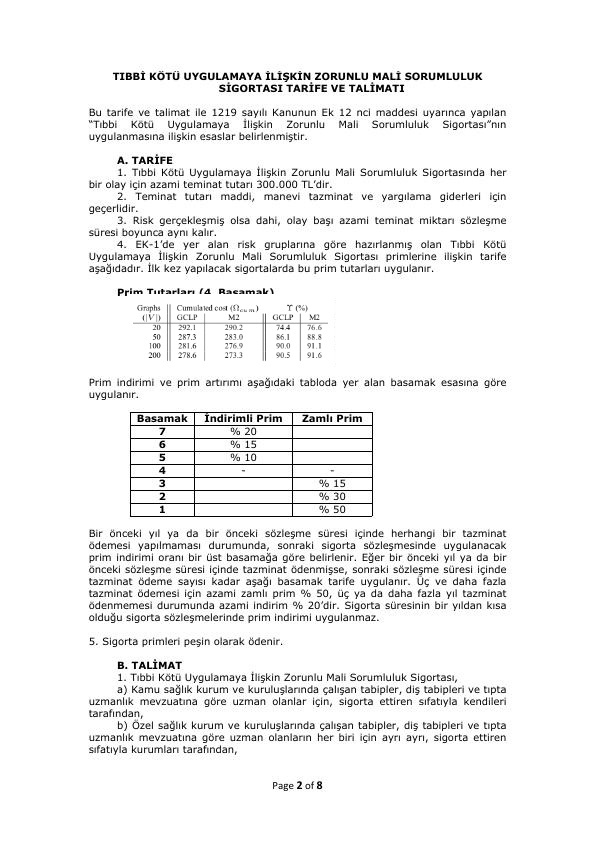 TIBBİ KÖTÜ UYGULAMAYA İLİŞKİN ZORUNLU MALİ SORUMLULUK
SİGORTASI TARİFE VE TALİMATI
Bu tarife ve talimat ile 1219 sayılı Kanunun Ek 12 nci maddesi uyarınca yapılan
“Tıbbi Kötü Uygulamaya İlişkin Zorunlu Mali Sorumluluk Sigortası”nın
uygulanmasına ilişkin esaslar belirlenmiştir.
A. TARİFE
1. Tıbbi Kötü Uygulamaya İlişkin Zorunlu Mali Sorumluluk Sigortasında her
bir olay için azami teminat tutarı 300.000 TL’dir.
2. Teminat tutarı maddi, manevi tazminat ve yargılama giderleri için
geçerlidir.
3. Risk gerçekleşmiş olsa dahi, olay başı azami teminat miktarı sözleşme
süresi boyunca aynı kalır.
4. EK-1’de yer alan risk gruplarına göre hazırlanmış olan Tıbbi Kötü
Uygulamaya İlişkin Zorunlu Mali Sorumluluk Sigortası primlerine ilişkin tarife
aşağıdadır. İlk kez yapılacak sigortalarda bu prim tutarları uygulanır.
Prim Tutarları (4. Basamak)
Graphs Cumulated cost (Ω_cum) ϒ (%)
(|V|) GCLP M2 GCLP M2
20 292.1 290.2 74.4 76.6
50 287.3 283.0 86.1 88.8
100 281.6 276.9 90.0 91.1
200 278.6 273.3 90.5 91.6
Prim indirimi ve prim artırımı aşağıdaki tabloda yer alan basamak esasına göre
uygulanır.
Basamak İndirimli Prim Zamlı Prim
7 % 20
6 % 15
5 % 10
4 - -
3 % 15
2 % 30
1 % 50
Bir önceki yıl ya da bir önceki sözleşme süresi içinde herhangi bir tazminat
ödemesi yapılmaması durumunda, sonraki sigorta sözleşmesinde uygulanacak
prim indirimi oranı bir üst basamağa göre belirlenir. Eğer bir önceki yıl ya da bir
önceki sözleşme süresi içinde tazminat ödenmişse, sonraki sözleşme süresi içinde
tazminat ödeme sayısı kadar aşağı basamak tarife uygulanır. Üç ve daha fazla
tazminat ödemesi için azami zamlı prim % 50, üç ya da daha fazla yıl tazminat
ödenmemesi durumunda azami indirim % 20’dir. Sigorta süresinin bir yıldan kısa
olduğu sigorta sözleşmelerinde prim indirimi uygulanmaz.
5. Sigorta primleri peşin olarak ödenir.
B. TALİMAT
1. Tıbbi Kötü Uygulamaya İlişkin Zorunlu Mali Sorumluluk Sigortası,
a) Kamu sağlık kurum ve kuruluşlarında çalışan tabipler, diş tabipleri ve tıpta
uzmanlık mevzuatına göre uzman olanlar için, sigorta ettiren sıfatıyla kendileri
tarafından,
b) Özel sağlık kurum ve kuruluşlarında çalışan tabipler, diş tabipleri ve tıpta
uzmanlık mevzuatına göre uzman olanların her biri için ayrı ayrı, sigorta ettiren
sıfatıyla kurumları tarafından,
Page 2 of 8